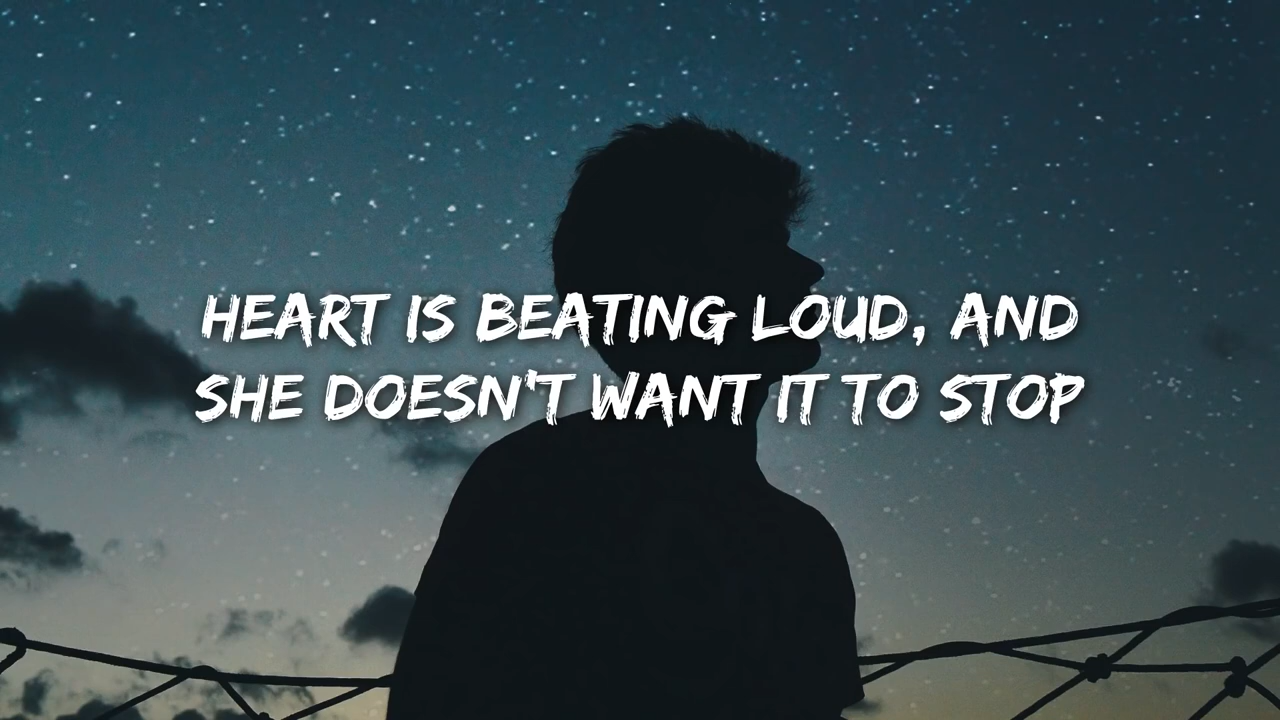 HEART IS BEATING LOUD, AND
SHE DOESN'T WANT IT TO STOP